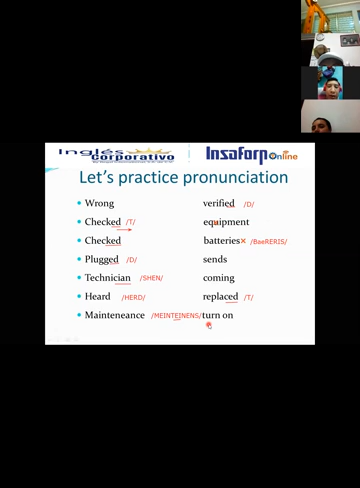 Inglés
Corporativo
Insaforp
Online
Let's practice pronunciation
Wrong verified /D/
Checked /T/ equipment
Checked batteries /BaeRERIS/
Plugged /D/ sends
Technician /SHEN/ coming
Heard /HERD/ replaced /T/
Mainteneance /MEINTEINENS/ turn on